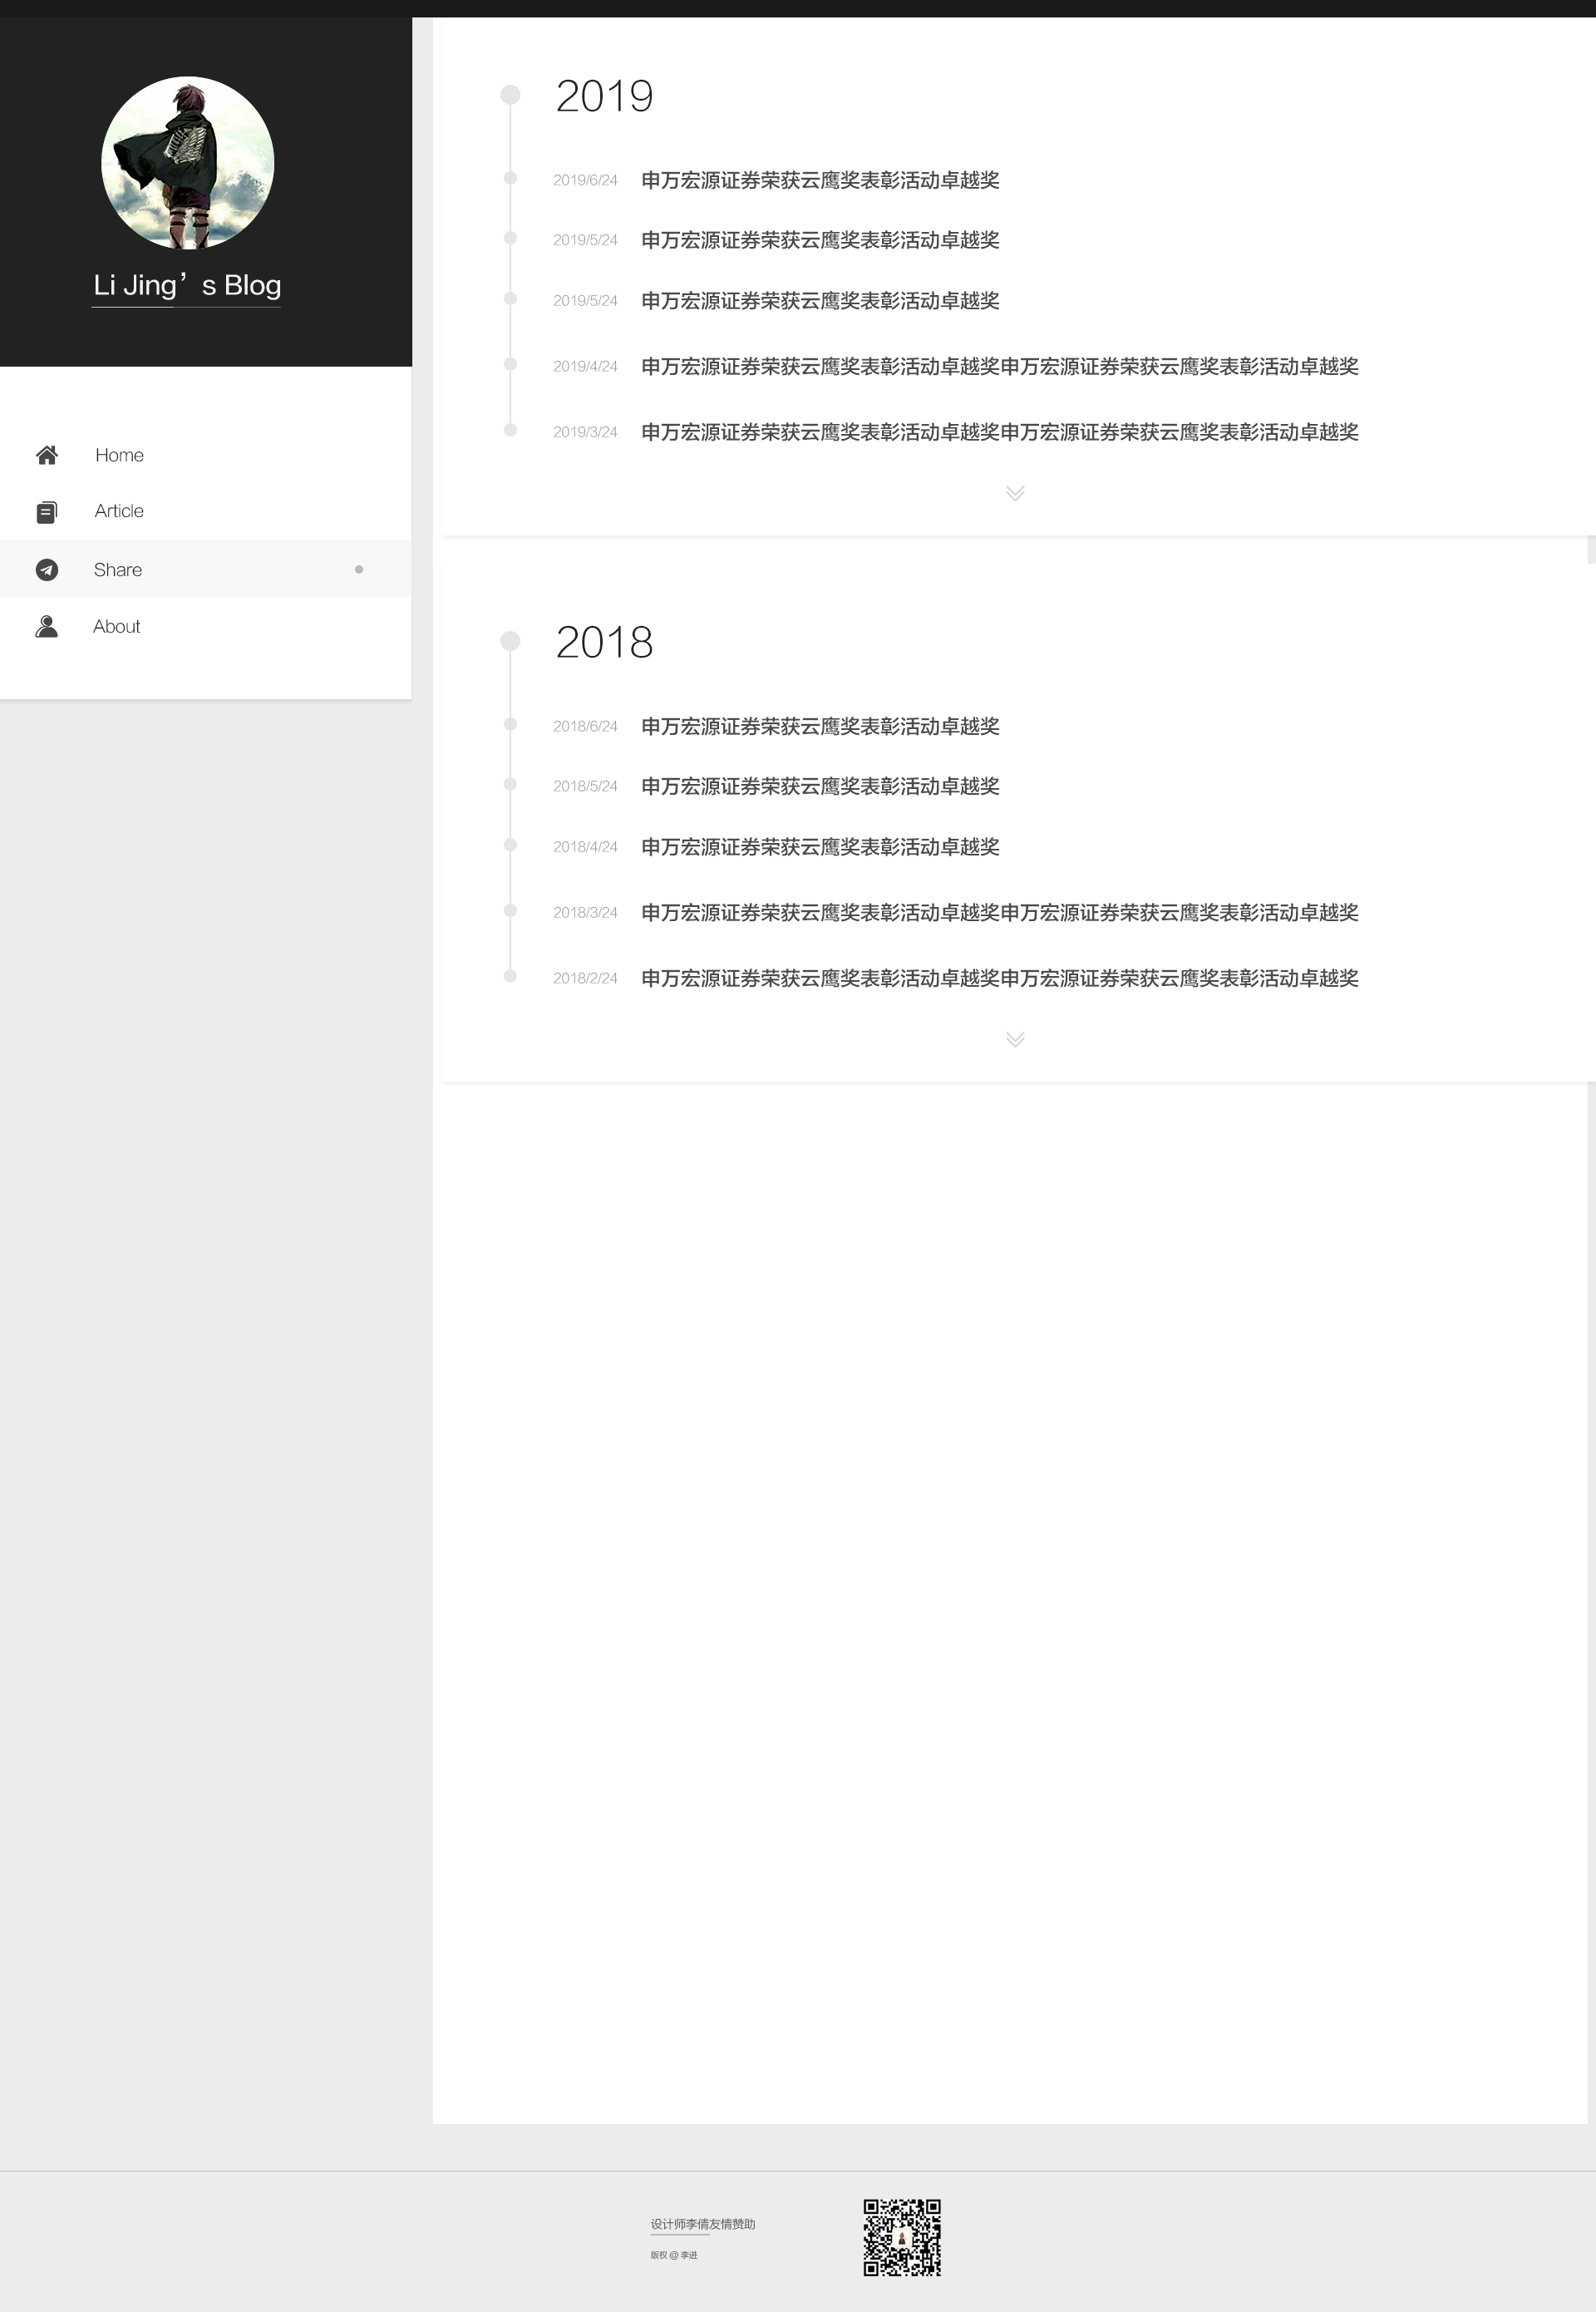 Li Jing’s Blog
Home
Article
Share
About
2019
2019/6/24 申万宏源证券荣获云鹰奖表彰活动卓越奖
2019/5/24 申万宏源证券荣获云鹰奖表彰活动卓越奖
2019/5/24 申万宏源证券荣获云鹰奖表彰活动卓越奖
2019/4/24 申万宏源证券荣获云鹰奖表彰活动卓越奖申万宏源证券荣获云鹰奖表彰活动卓越奖
2019/3/24 申万宏源证券荣获云鹰奖表彰活动卓越奖申万宏源证券荣获云鹰奖表彰活动卓越奖
2018
2018/6/24 申万宏源证券荣获云鹰奖表彰活动卓越奖
2018/5/24 申万宏源证券荣获云鹰奖表彰活动卓越奖
2018/4/24 申万宏源证券荣获云鹰奖表彰活动卓越奖
2018/3/24 申万宏源证券荣获云鹰奖表彰活动卓越奖申万宏源证券荣获云鹰奖表彰活动卓越奖
2018/2/24 申万宏源证券荣获云鹰奖表彰活动卓越奖申万宏源证券荣获云鹰奖表彰活动卓越奖
设计师李倩友情赞助
版权 @ 李进